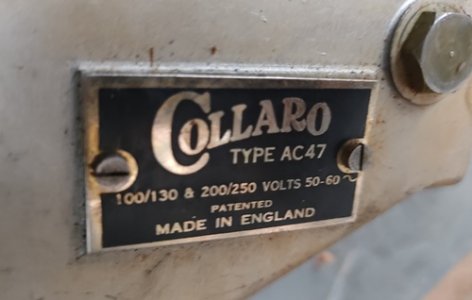 COLLARO
TYPE AC47
100/130 & 200/250 VOLTS 50-60 ~
PATENTED
MADE IN ENGLAND